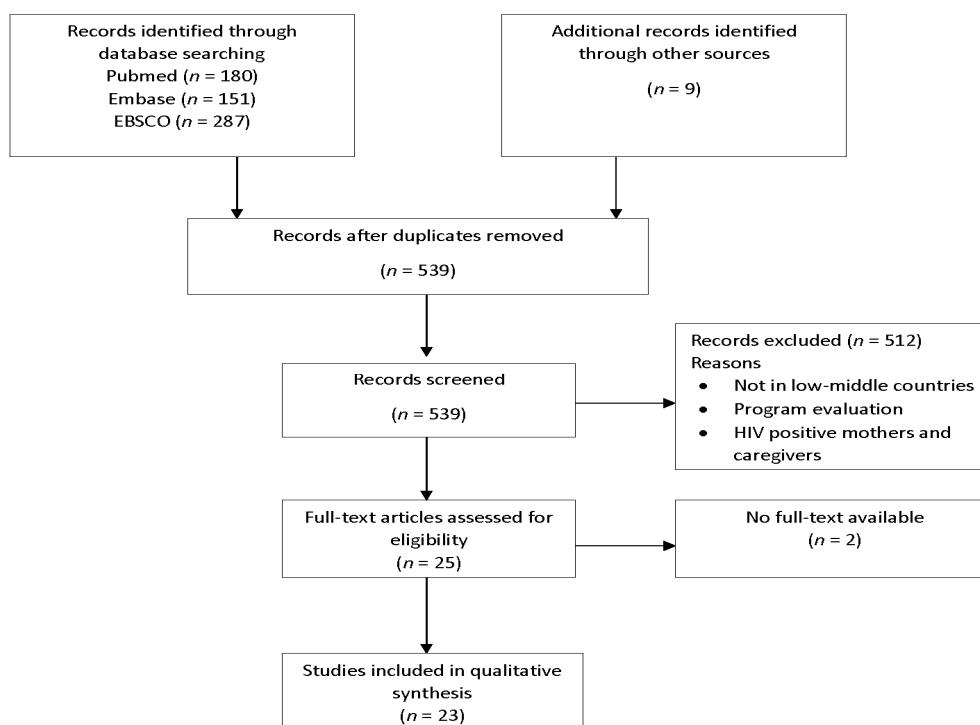 Records identified through
database searching
Pubmed (n = 180)
Embase (n = 151)
EBSCO (n = 287)
Additional records identified
through other sources
(n = 9)
Records after duplicates removed
(n = 539)
Records screened
(n = 539)
Records excluded (n = 512)
Reasons
• Not in low-middle countries
• Program evaluation
• HIV positive mothers and
caregivers
Full-text articles assessed for
eligibility
(n = 25)
No full-text available
(n = 2)
Studies included in qualitative
synthesis
(n = 23)